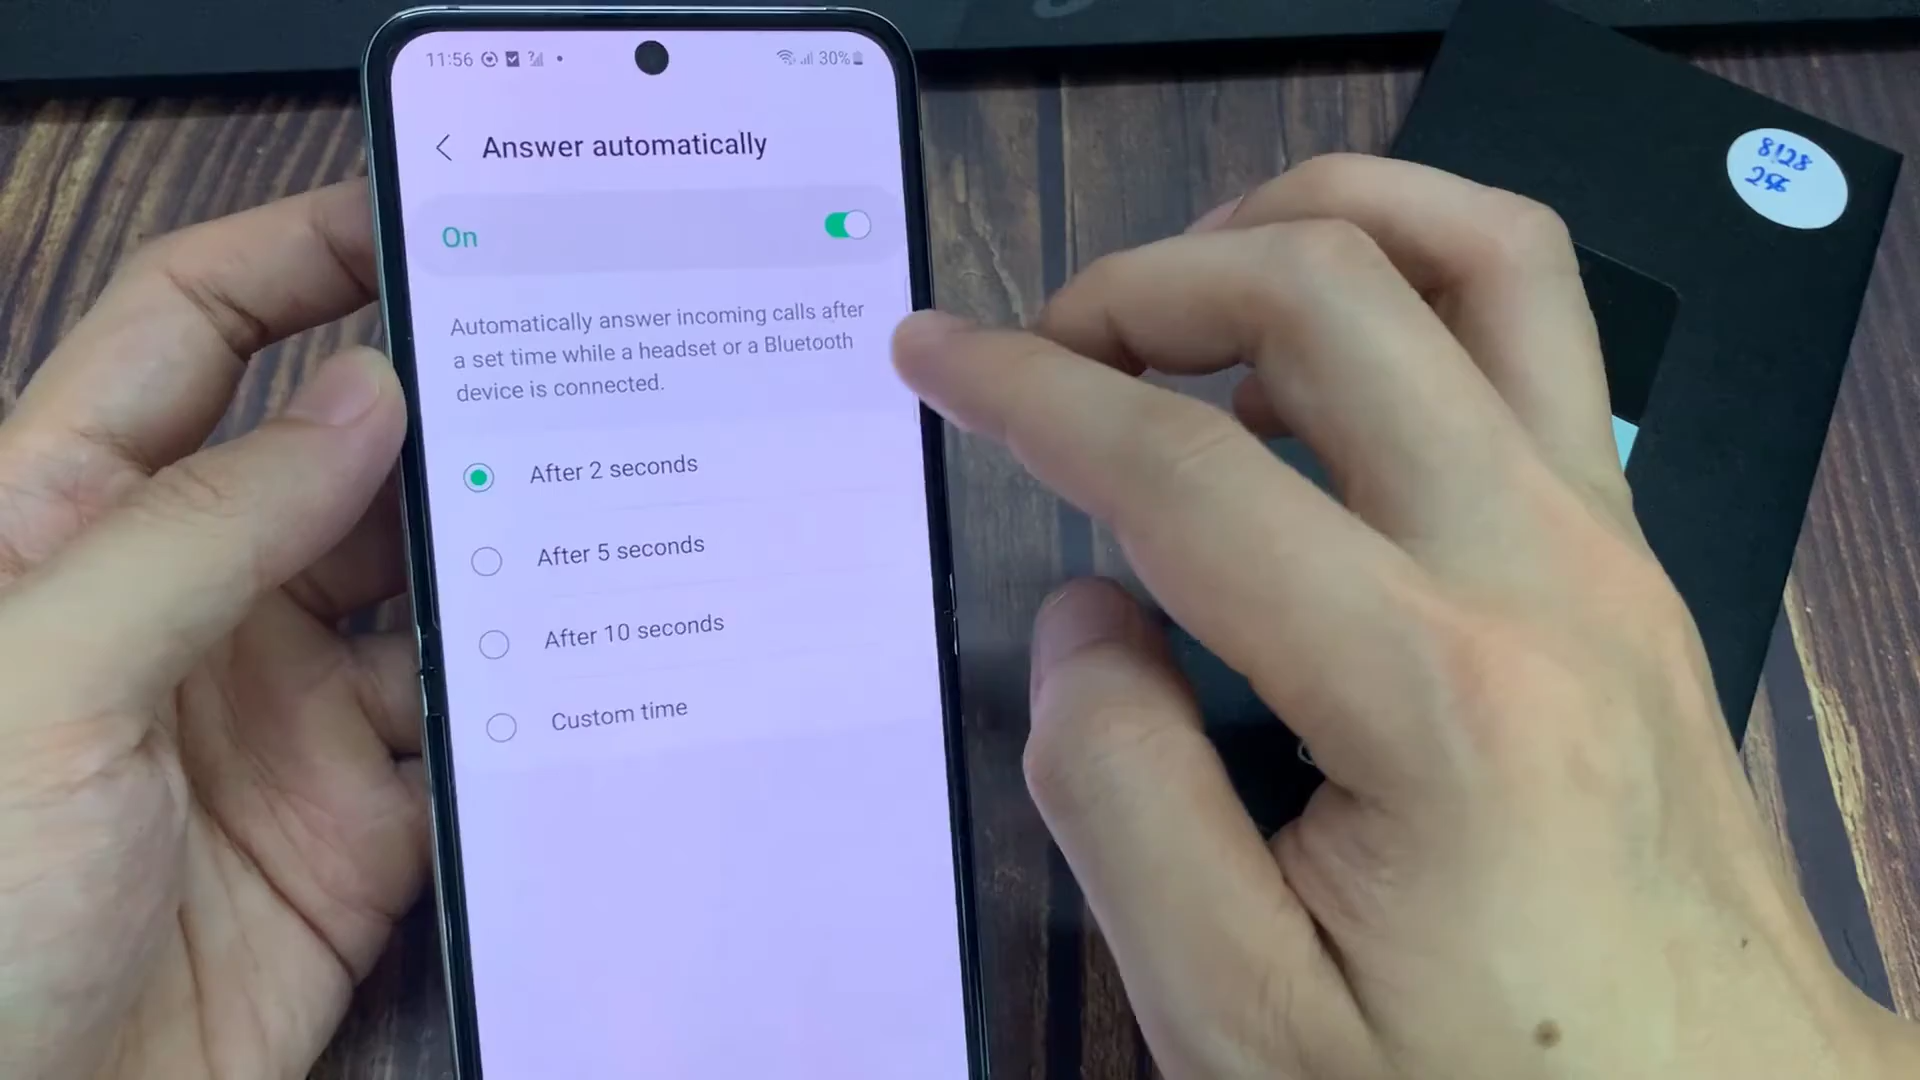 11:56
30%
Answer automatically
On
Automatically answer incoming calls after
a set time while a headset or a Bluetooth
device is connected.
After 2 seconds
After 5 seconds
After 10 seconds
Custom time
8128
256